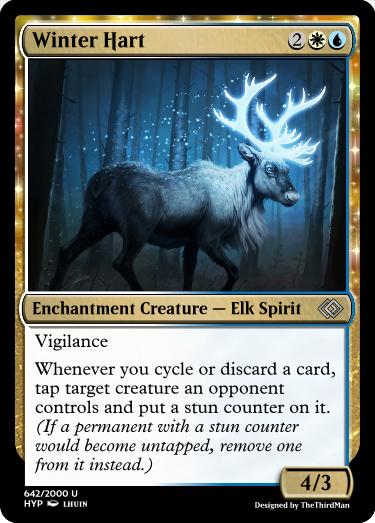 Winter Hart 2
Enchantment Creature — Elk Spirit
Vigilance
Whenever you cycle or discard a card,
tap target creature an opponent
controls and put a stun counter on it.
(If a permanent with a stun counter
would become untapped, remove one
from it instead.)
4/3
642/2000 U
HYP LHUIN
Designed by TheThirdMan